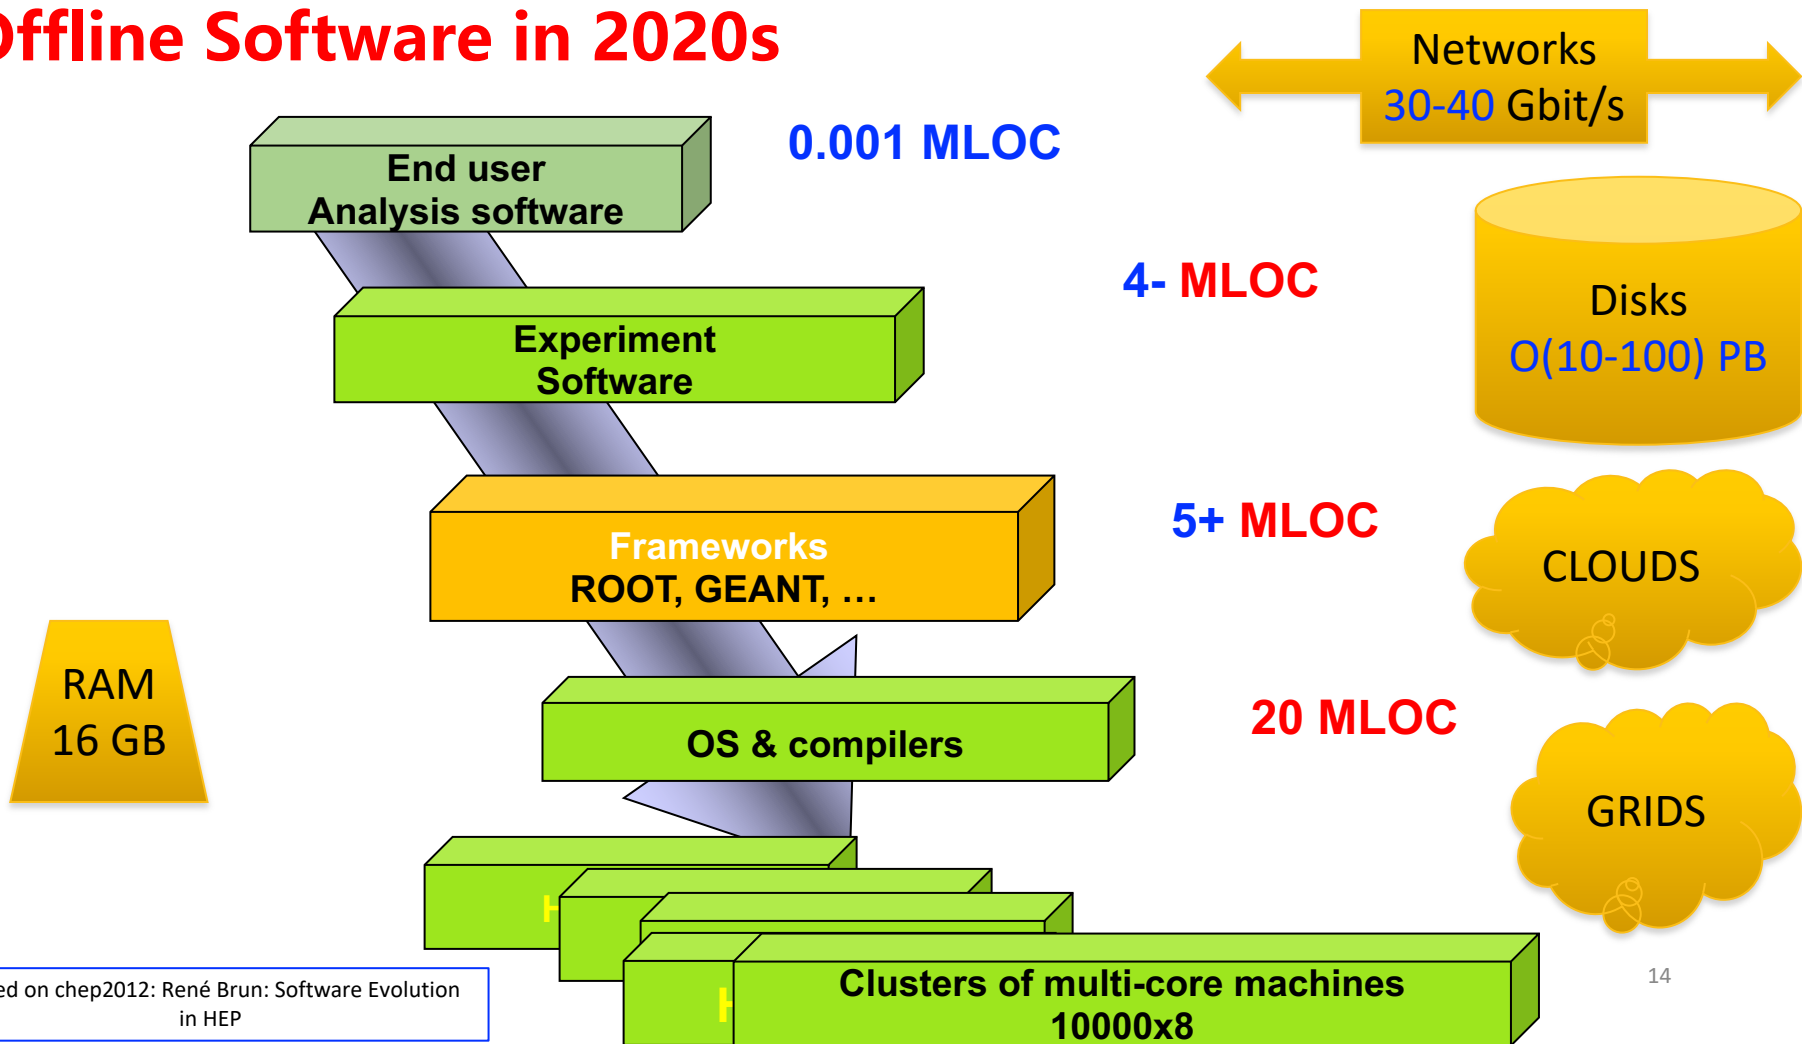 Offline Software in 2020s
Networks
30-40 Gbit/s
0.001 MLOC
End user
Analysis software
4- MLOC
Disks
O(10-100) PB
Experiment
Software
5+ MLOC
Frameworks
ROOT, GEANT, …
CLOUDS
RAM
16 GB
20 MLOC
OS & compilers
GRIDS
H
H
Clusters of multi-core machines
10000x8
14
ed on chep2012: René Brun: Software Evolution
in HEP